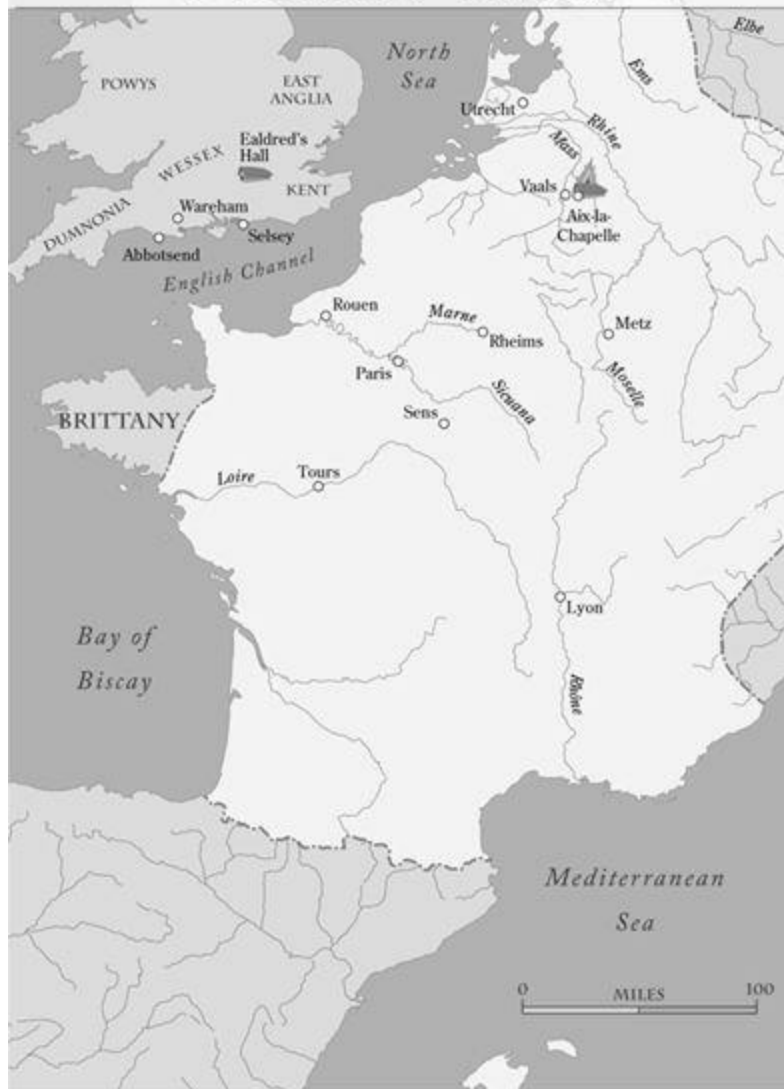 Elbe
North
Sea
Ems
POWYS
EAST
ANGLIA
Utrecht
Rhine
Ealdred's
Hall
Mass
WESSEX
KENT
Vaals
Aix-la-
Chapelle
Wareham
DUMNONIA
Selsey
Abbotsend
English Channel
Rouen
Marne
Rheims
Metz
Paris
Moselle
Sicuana
BRITTANY
Sens
Loire
Tours
Lyon
Bay of
Biscay
Rhône
Mediterranean
Sea
0 MILES 100